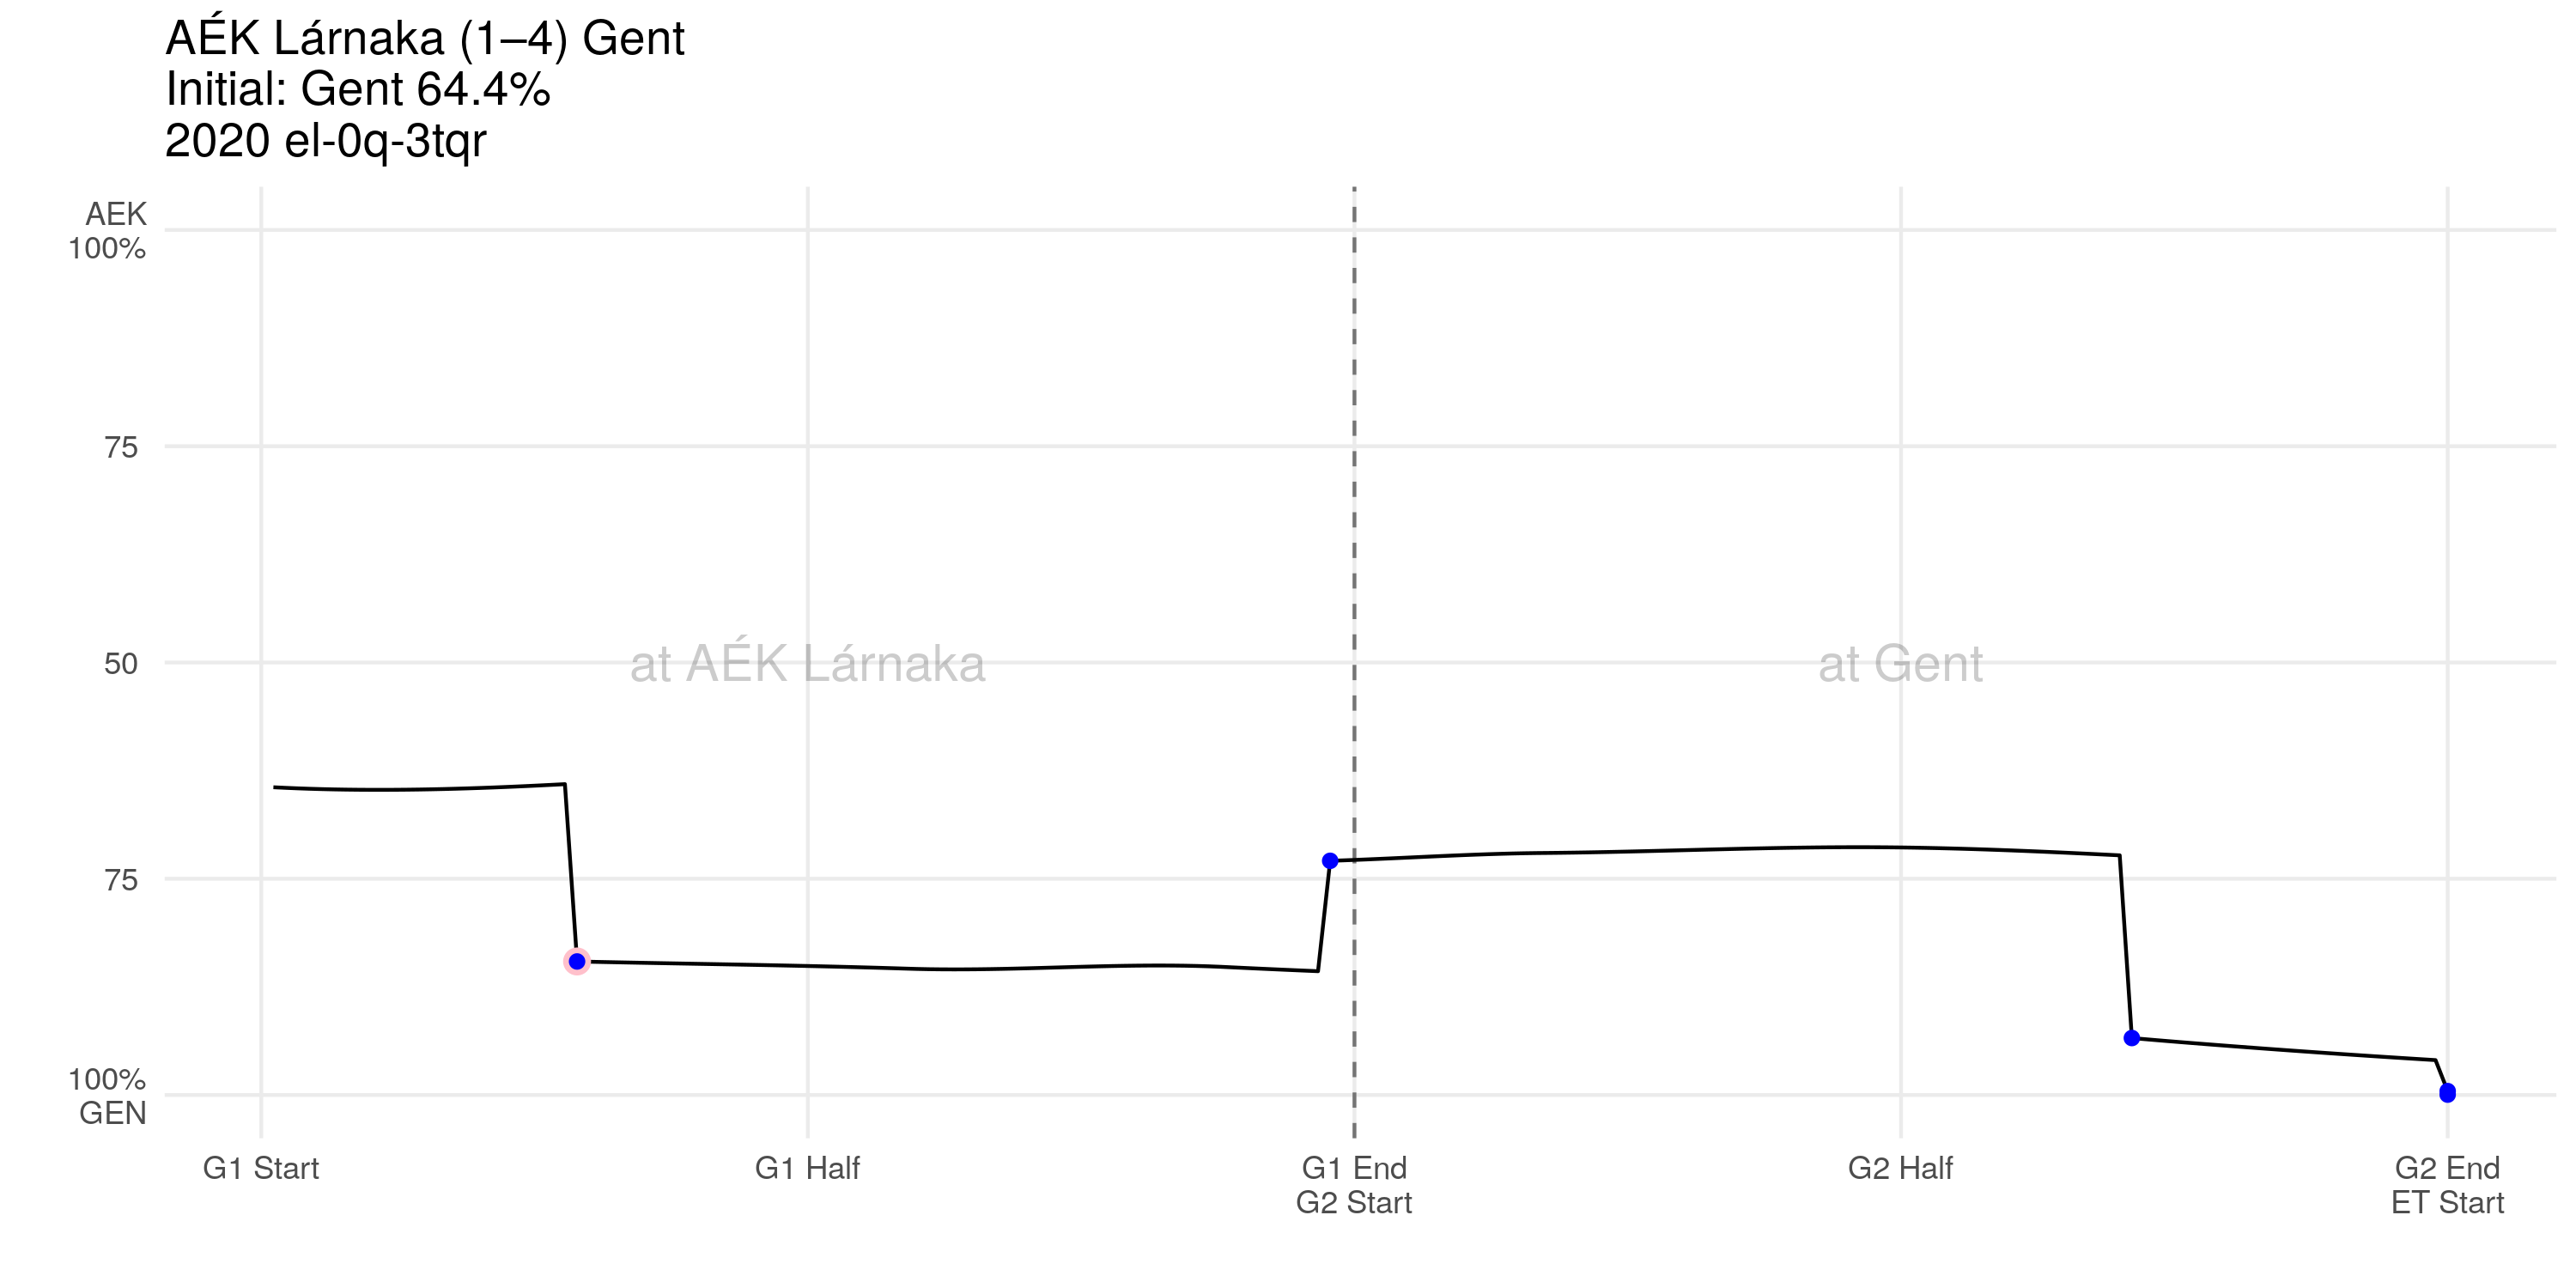 AÉK Lárnaka (1–4) Gent
Initial: Gent 64.4%
2020 el-0q-3tqr
AEK
100%
75
50
75
100%
GEN
at AÉK Lárnaka
at Gent
G1 Start
G1 Half
G1 End
G2 Start
G2 Half
G2 End
ET Start